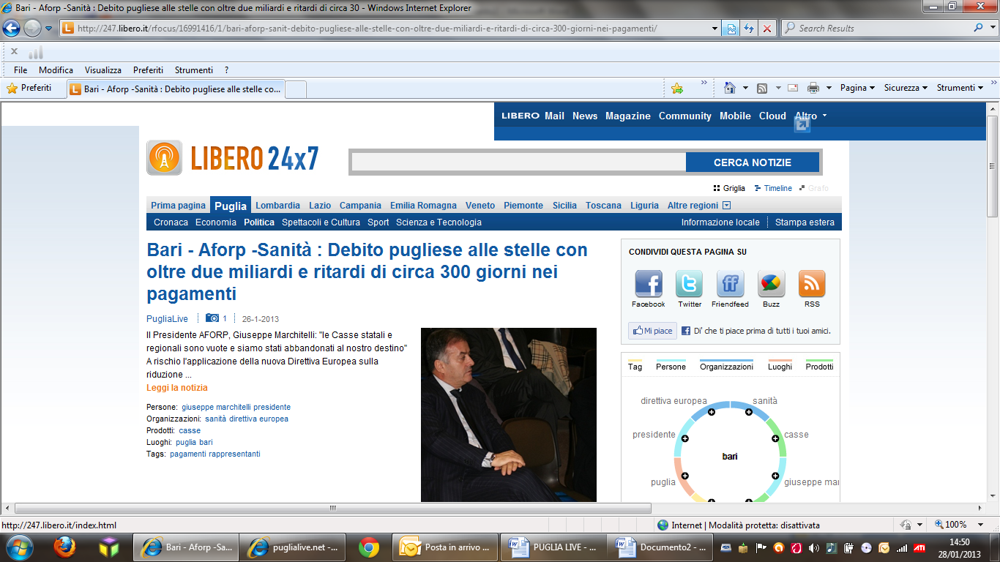 Bari - Aforp -Sanità : Debito pugliese alle stelle con oltre due miliardi e ritardi di circa 30 - Windows Internet Explorer
http://247.libero.it/rfocus/16991416/1/bari-aforp-sanit-debito-pugliese-alle-stelle-con-oltre-due-miliardi-e-ritardi-di-circa-300-giorni-nei-pagamenti/
Search Results
File Modifica Visualizza Preferiti Strumenti ?
Preferiti
Bari - Aforp -Sanità : Debito pugliese alle stelle co...
Pagina Sicurezza Strumenti
LIBERO Mail News Magazine Community Mobile Cloud Altro
LIBERO 24x7
CERCA NOTIZIE
Griglia Timeline Grafo
Prima pagina Puglia Lombardia Lazio Campania Emilia Romagna Veneto Piemonte Sicilia Toscana Liguria Altre regioni
Cronaca Economia Politica Spettacoli e Cultura Sport Scienza e Tecnologia Informazione locale Stampa estera
Bari - Aforp -Sanità : Debito pugliese alle stelle con
oltre due miliardi e ritardi di circa 300 giorni nei
pagamenti
PugliaLive 1 26-1-2013
Il Presidente AFORP, Giuseppe Marchitelli: "le Casse statali e
regionali sono vuote e siamo stati abbandonati al nostro destino"
A rischio l'applicazione della nuova Direttiva Europea sulla
riduzione ...
Leggi la notizia
Persone: giuseppe marchitelli presidente
Organizzazioni: sanità direttiva europea
Prodotti: casse
Luoghi: puglia bari
Tags: pagamenti rappresentanti
CONDIVIDI QUESTA PAGINA SU
Facebook Twitter Friendfeed Buzz RSS
Mi piace Di' che ti piace prima di tutti i tuoi amici.
Tag Persone Organizzazioni Luoghi Prodotti
direttiva europea sanità
presidente casse
bari
puglia giuseppe mar
http://247.libero.it/index.html
Internet | Modalità protetta: disattivata
100%
Bari - Aforp -Sa...
puglialive.net -...
Posta in arrivo ...
PUGLIA LIVE - ...
Documento2 - ...
ATI
14:50
28/01/2013